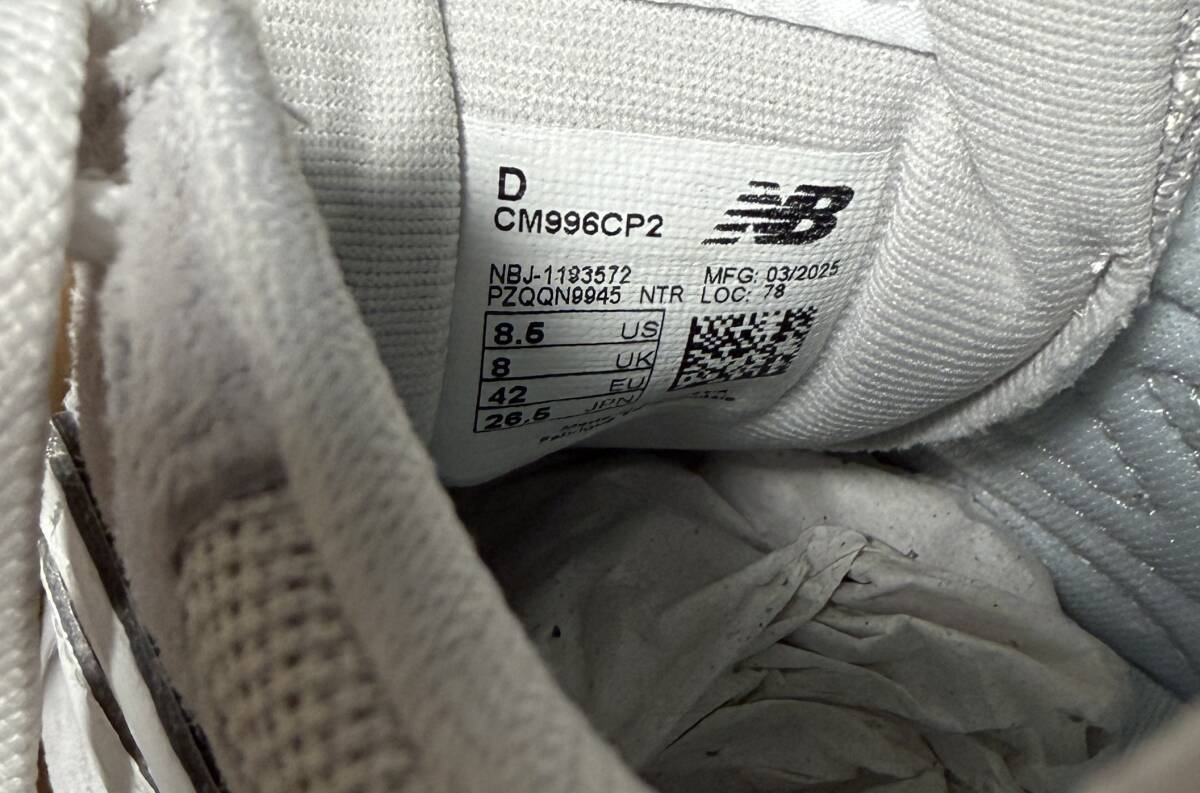 D
CM996CP2
NB
NBJ-1193572 MFG: 03/2025
PZQQN9945 NTR LOC: 78
8.5 US
8 UK
42 EU
26.5 JPN